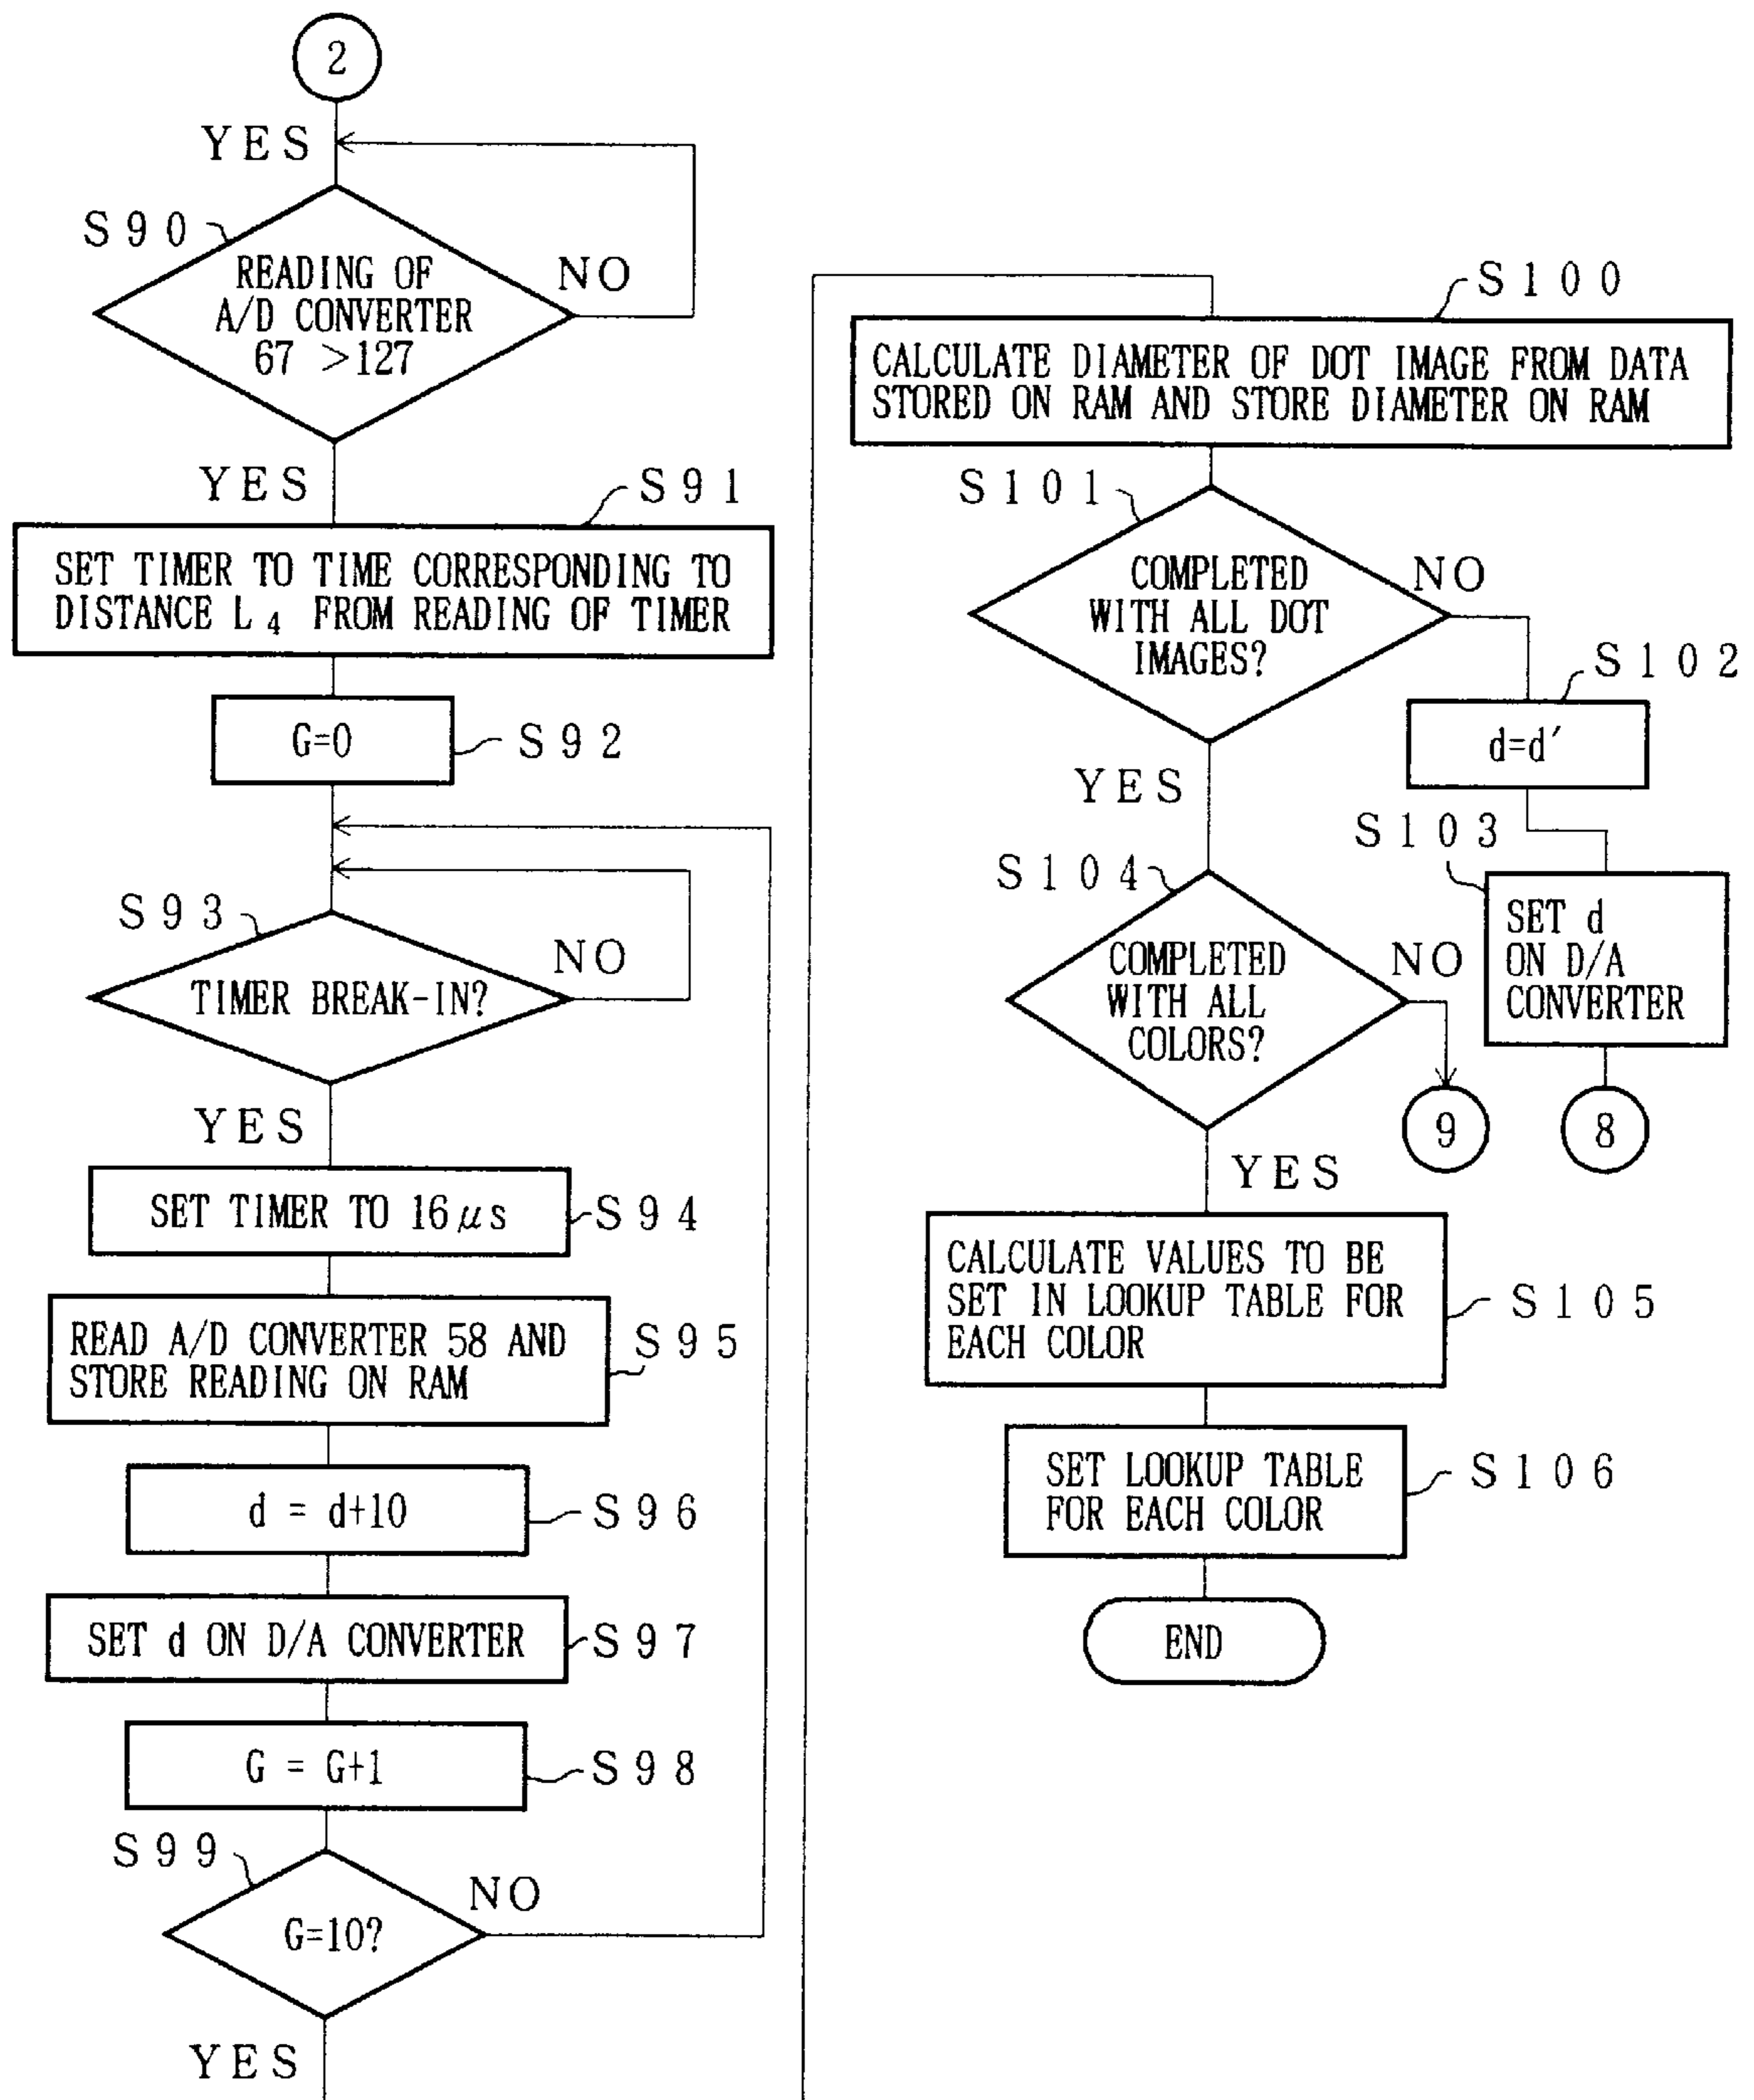 2
YES
S90
READING OF
A/D CONVERTER
67 >127
NO
YES
S91
SET TIMER TO TIME CORRESPONDING TO
DISTANCE L4 FROM READING OF TIMER
G=0
S92
S93
TIMER BREAK-IN?
NO
YES
SET TIMER TO 16μs
S94
READ A/D CONVERTER 58 AND
STORE READING ON RAM
S95
d = d+10
S96
SET d ON D/A CONVERTER
S97
G = G+1
S98
S99
G=10?
NO
YES
S100
CALCULATE DIAMETER OF DOT IMAGE FROM DATA
STORED ON RAM AND STORE DIAMETER ON RAM
S101
COMPLETED
WITH ALL DOT
IMAGES?
NO
S102
d=d′
YES
S103
SET d
ON D/A
CONVERTER
8
S104
COMPLETED
WITH ALL
COLORS?
NO
9
YES
CALCULATE VALUES TO BE
SET IN LOOKUP TABLE FOR
EACH COLOR
S105
SET LOOKUP TABLE
FOR EACH COLOR
S106
END